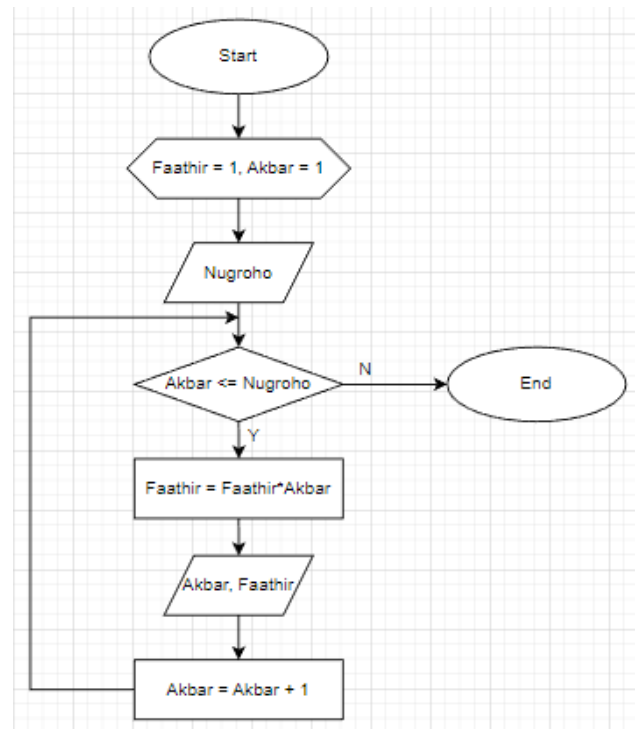 Start
Faathir = 1, Akbar = 1
Nugroho
Akbar <= Nugroho
N
End
Y
Faathir = Faathir*Akbar
Akbar, Faathir
Akbar = Akbar + 1